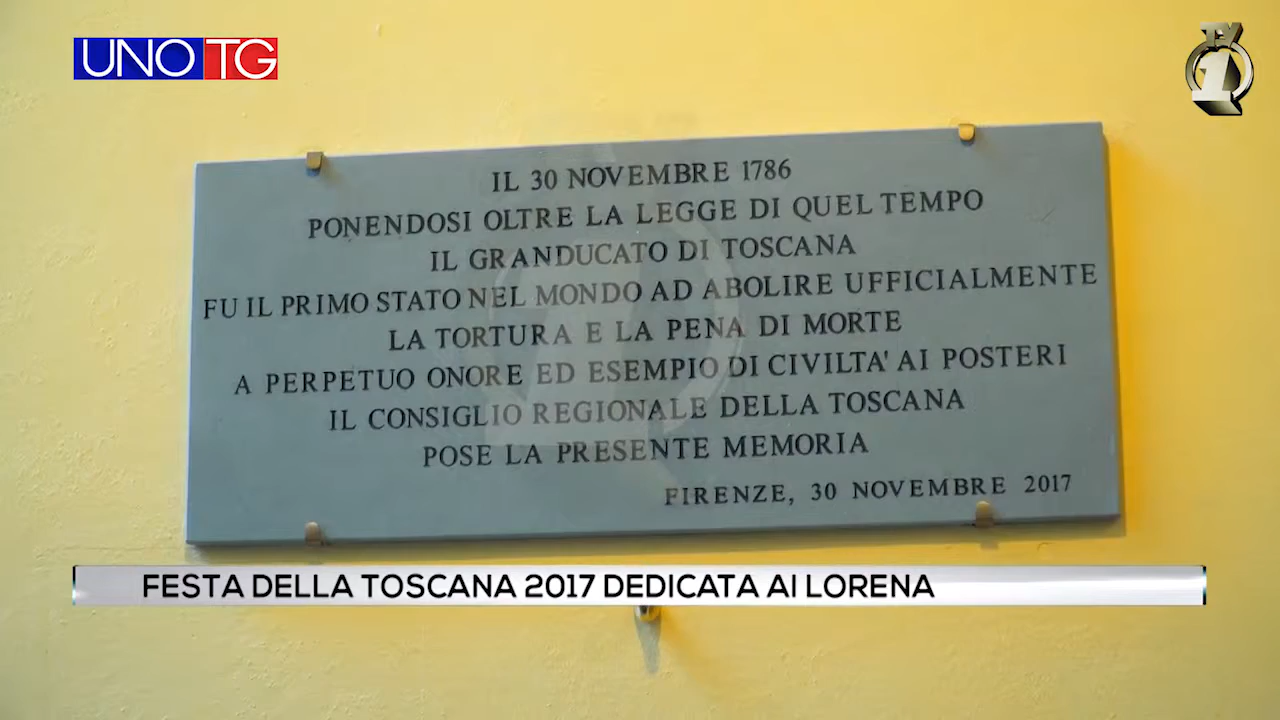 UNO TG
TV
1
IL 30 NOVEMBRE 1786
PONENDOSI OLTRE LA LEGGE DI QUEL TEMPO
IL GRANDUCATO DI TOSCANA
FU IL PRIMO STATO NEL MONDO AD ABOLIRE UFFICIALMENTE
LA TORTURA E LA PENA DI MORTE
A PERPETUO ONORE ED ESEMPIO DI CIVILTA' AI POSTERI
IL CONSIGLIO REGIONALE DELLA TOSCANA
POSE LA PRESENTE MEMORIA
FIRENZE, 30 NOVEMBRE 2017
FESTA DELLA TOSCANA 2017 DEDICATA AI LORENA